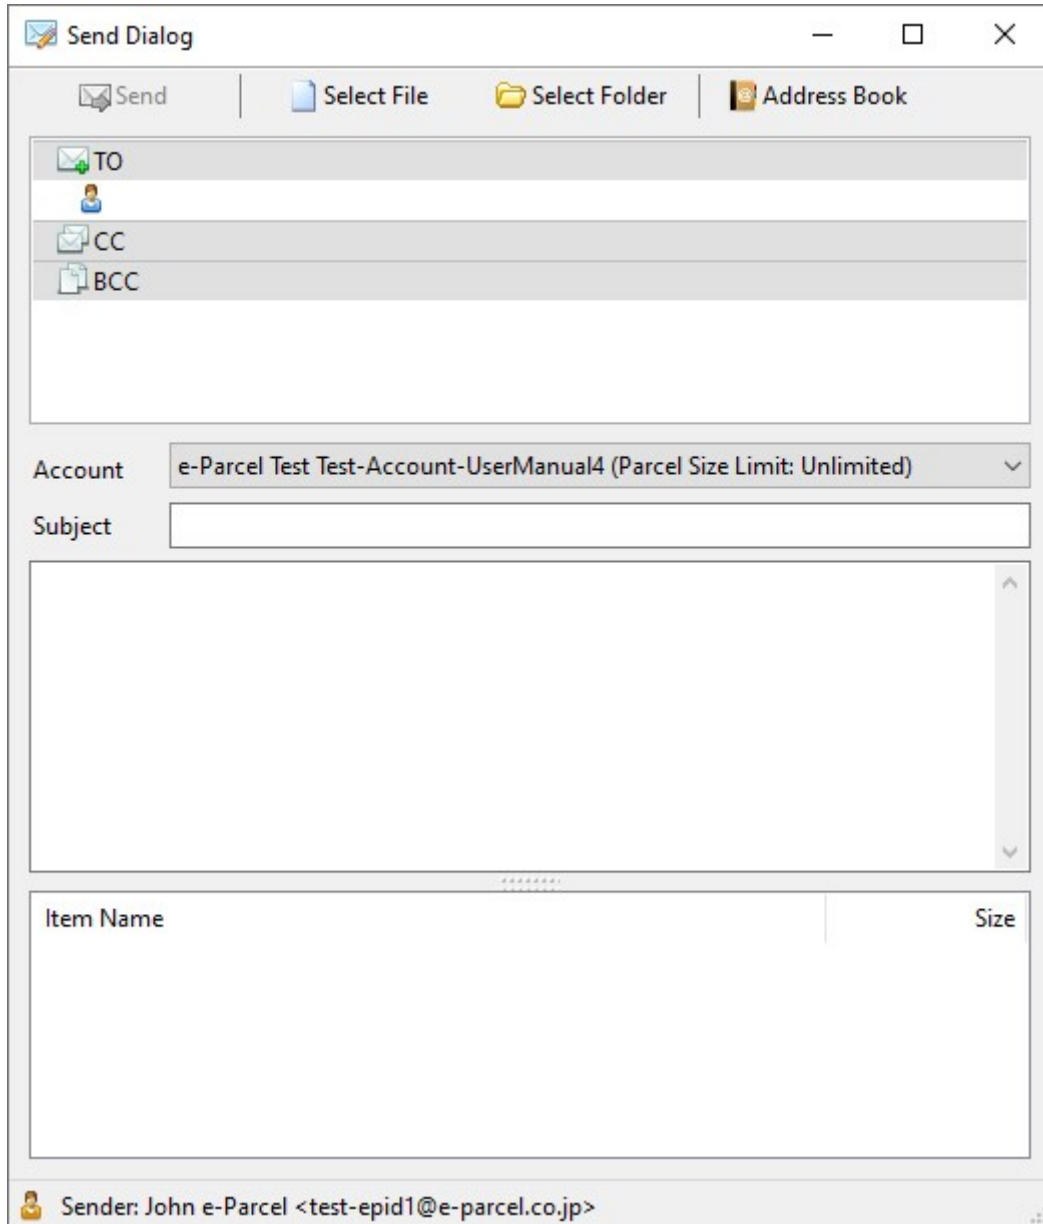 Send Dialog
Send Select File Select Folder Address Book
TO
CC
BCC
Account e-Parcel Test Test-Account-UserManual4 (Parcel Size Limit: Unlimited)
Subject
Item Name Size
Sender: John e-Parcel <test-epid1@e-parcel.co.jp>